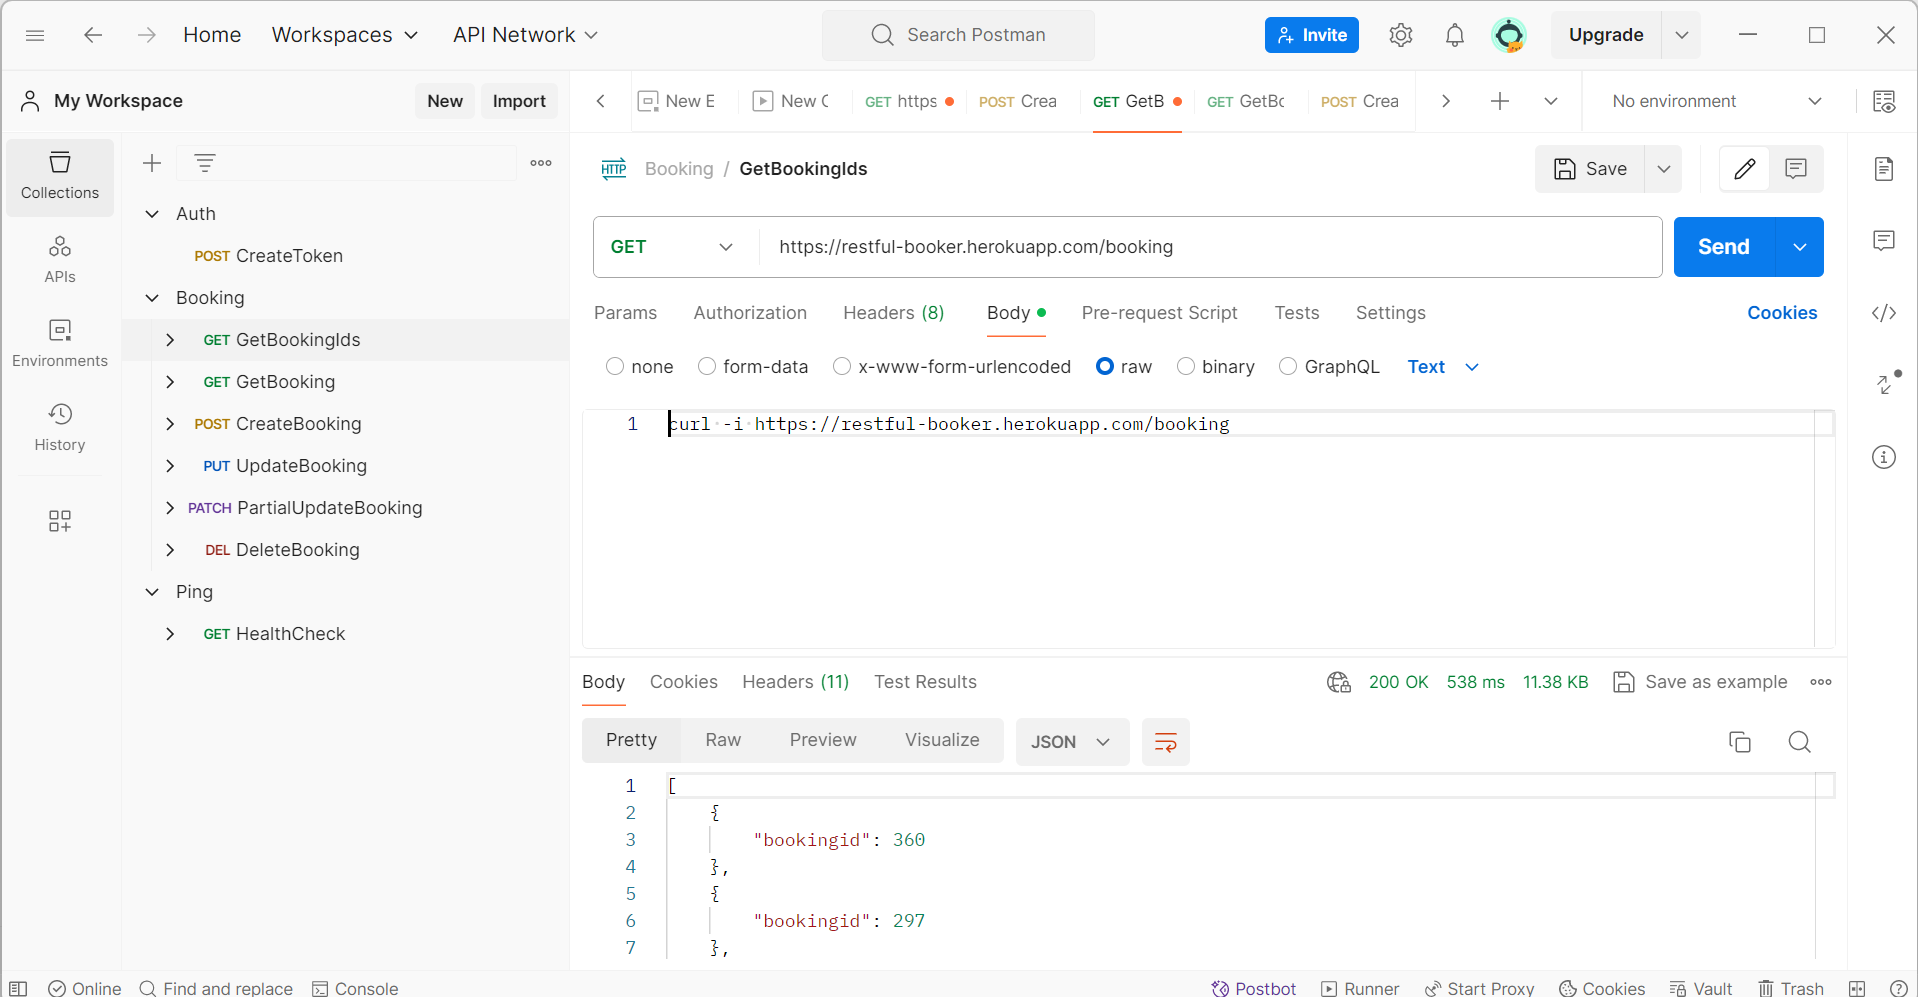 Home Workspaces API Network Search Postman Invite Upgrade
My Workspace New Import
New E New C GET https POST Crea GET GetB GET GetBc POST Crea No environment
Collections
APIs
Environments
History
Auth
POST CreateToken
Booking
GET GetBookingIds
GET GetBooking
POST CreateBooking
PUT UpdateBooking
PATCH PartialUpdateBooking
DEL DeleteBooking
Ping
GET HealthCheck
HTTP Booking / GetBookingIds Save
GET https://restful-booker.herokuapp.com/booking Send
Params Authorization Headers (8) Body Pre-request Script Tests Settings Cookies
none form-data x-www-form-urlencoded raw binary GraphQL Text
1 curl -i https://restful-booker.herokuapp.com/booking
Body Cookies Headers (11) Test Results 200 OK 538 ms 11.38 KB Save as example
Pretty Raw Preview Visualize JSON
1 [
2 {
3 "bookingid": 360
4 },
5 {
6 "bookingid": 297
7 },
Online Find and replace Console Postbot Runner Start Proxy Cookies Vault Trash